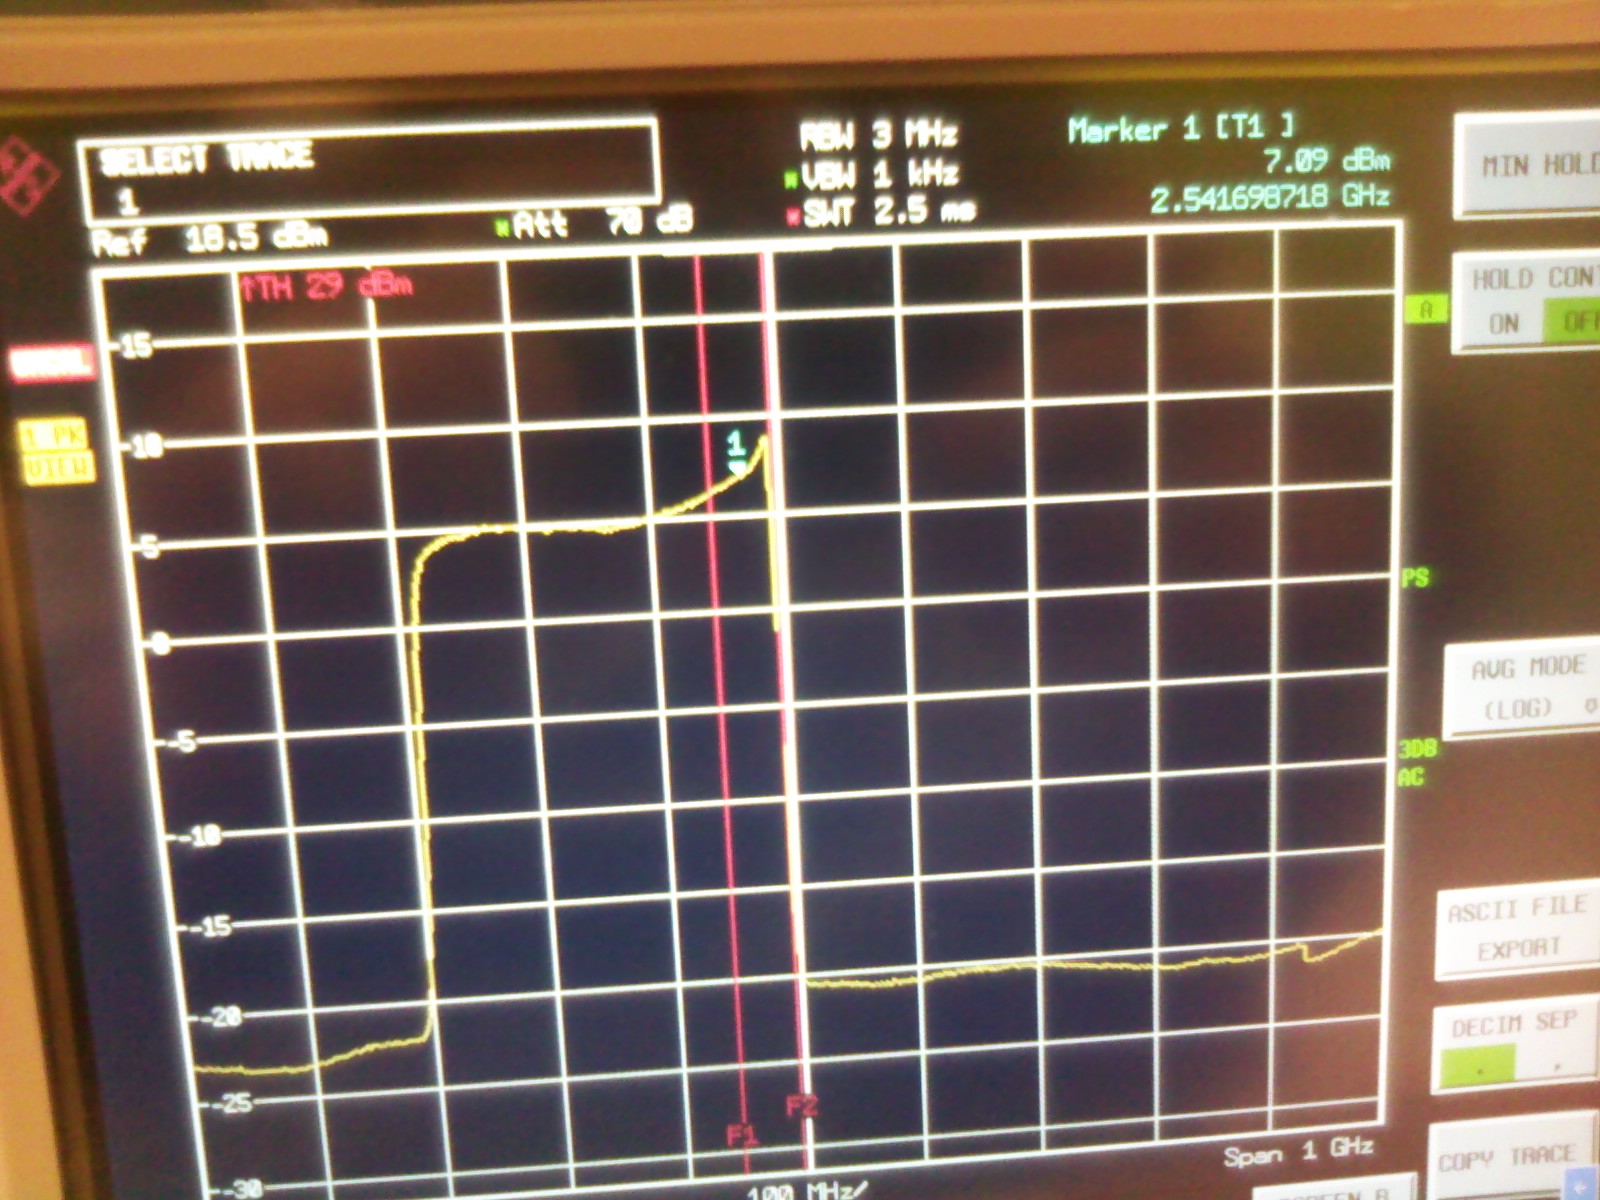 SELECT TRACE
1
RBW 3 MHz
VBW 1 kHz
SWT 2.5 ms
Marker 1 [T1 ]
7.09 dBm
2.541698718 GHz
Ref 18.5 dBm
Att 70 dB
↑TH 29 dBm
15
10
5
0
-5
-10
-15
-20
-25
-30
1 PK
VIEW
1
A
PS
3DB
AC
F1
F2
100 MHz/
Span 1 GHz
MIN HOLD
HOLD CONT
ON OFF
AVG MODE
(LOG)
ASCII FILE
EXPORT
DECIM SEP
. ,
COPY TRACE
SCREEN B